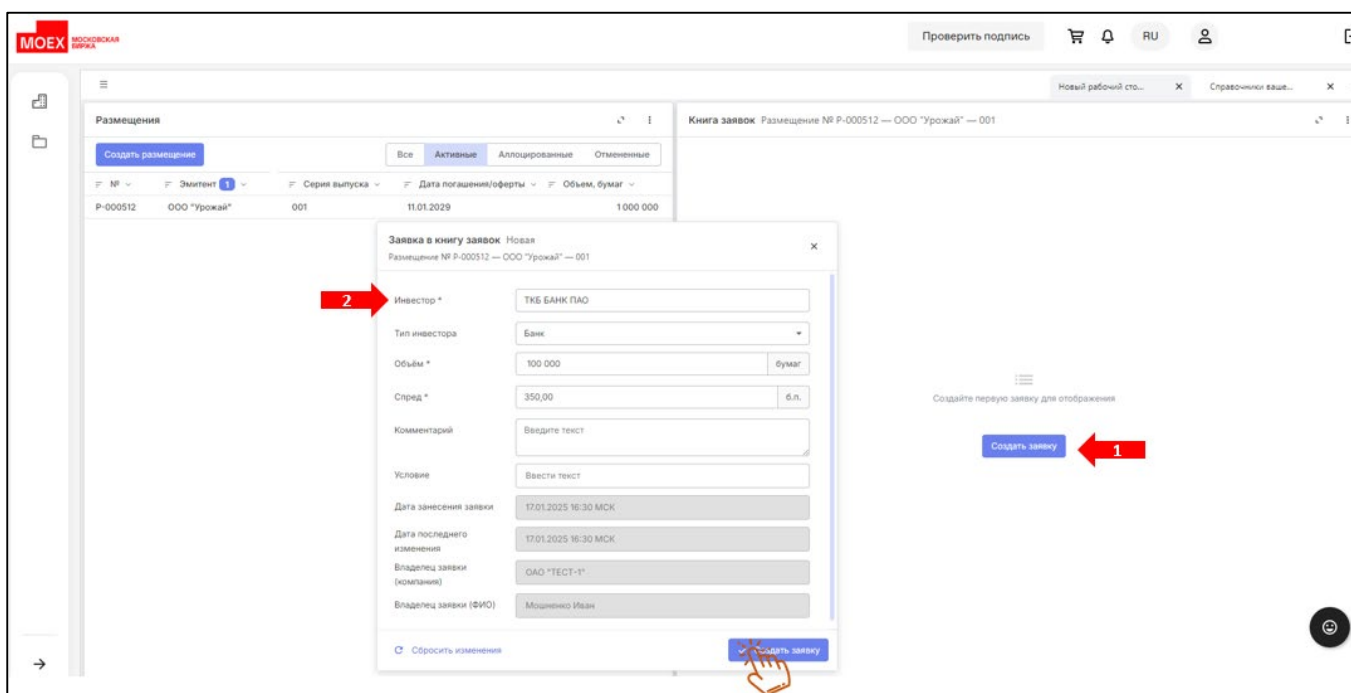 MOEX МОСКОВСКАЯ БИРЖА
Проверить подпись
RU
Новый рабочий сто... X
Справочники ваше... X
Размещения
Книга заявок Размещение № P-000512 — ООО "Урожай" — 001
Создать размещение
Все Активные Аллоцированные Отмененные
№ Эмитент 1 Серия выпуска Дата погашения/оферты Объем, бумаг
P-000512 ООО "Урожай" 001 11.01.2029 1 000 000
Заявка в книгу заявок Новая
Размещение № P-000512 — ООО "Урожай" — 001
2
Инвестор * ТКБ БАНК ПАО
Тип инвестора Банк
Объём * 100 000 бумаг
Спред * 350,00 б.п.
Комментарий Введите текст
Условие Ввести текст
Дата занесения заявки 17.01.2025 16:30 МСК
Дата последнего изменения 17.01.2025 16:30 МСК
Владелец заявки (компания) ОАО "ТЕСТ-1"
Владелец заявки (ФИО) Мошненко Иван
Сбросить изменения
заявку
Создайте первую заявку для отображения
Создать заявку
1